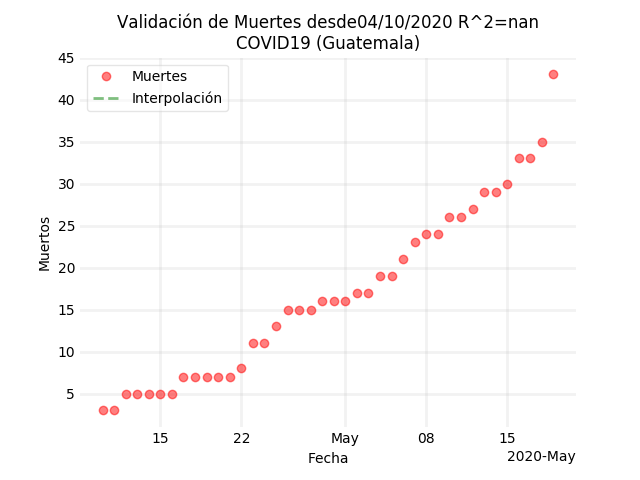 Validación de Muertes desde04/10/2020 R^2=nan
COVID19 (Guatemala)
Muertes
Interpolación
45
40
35
30
25
20
15
10
5
Muertos
15
22
May
08
15
Fecha
2020-May